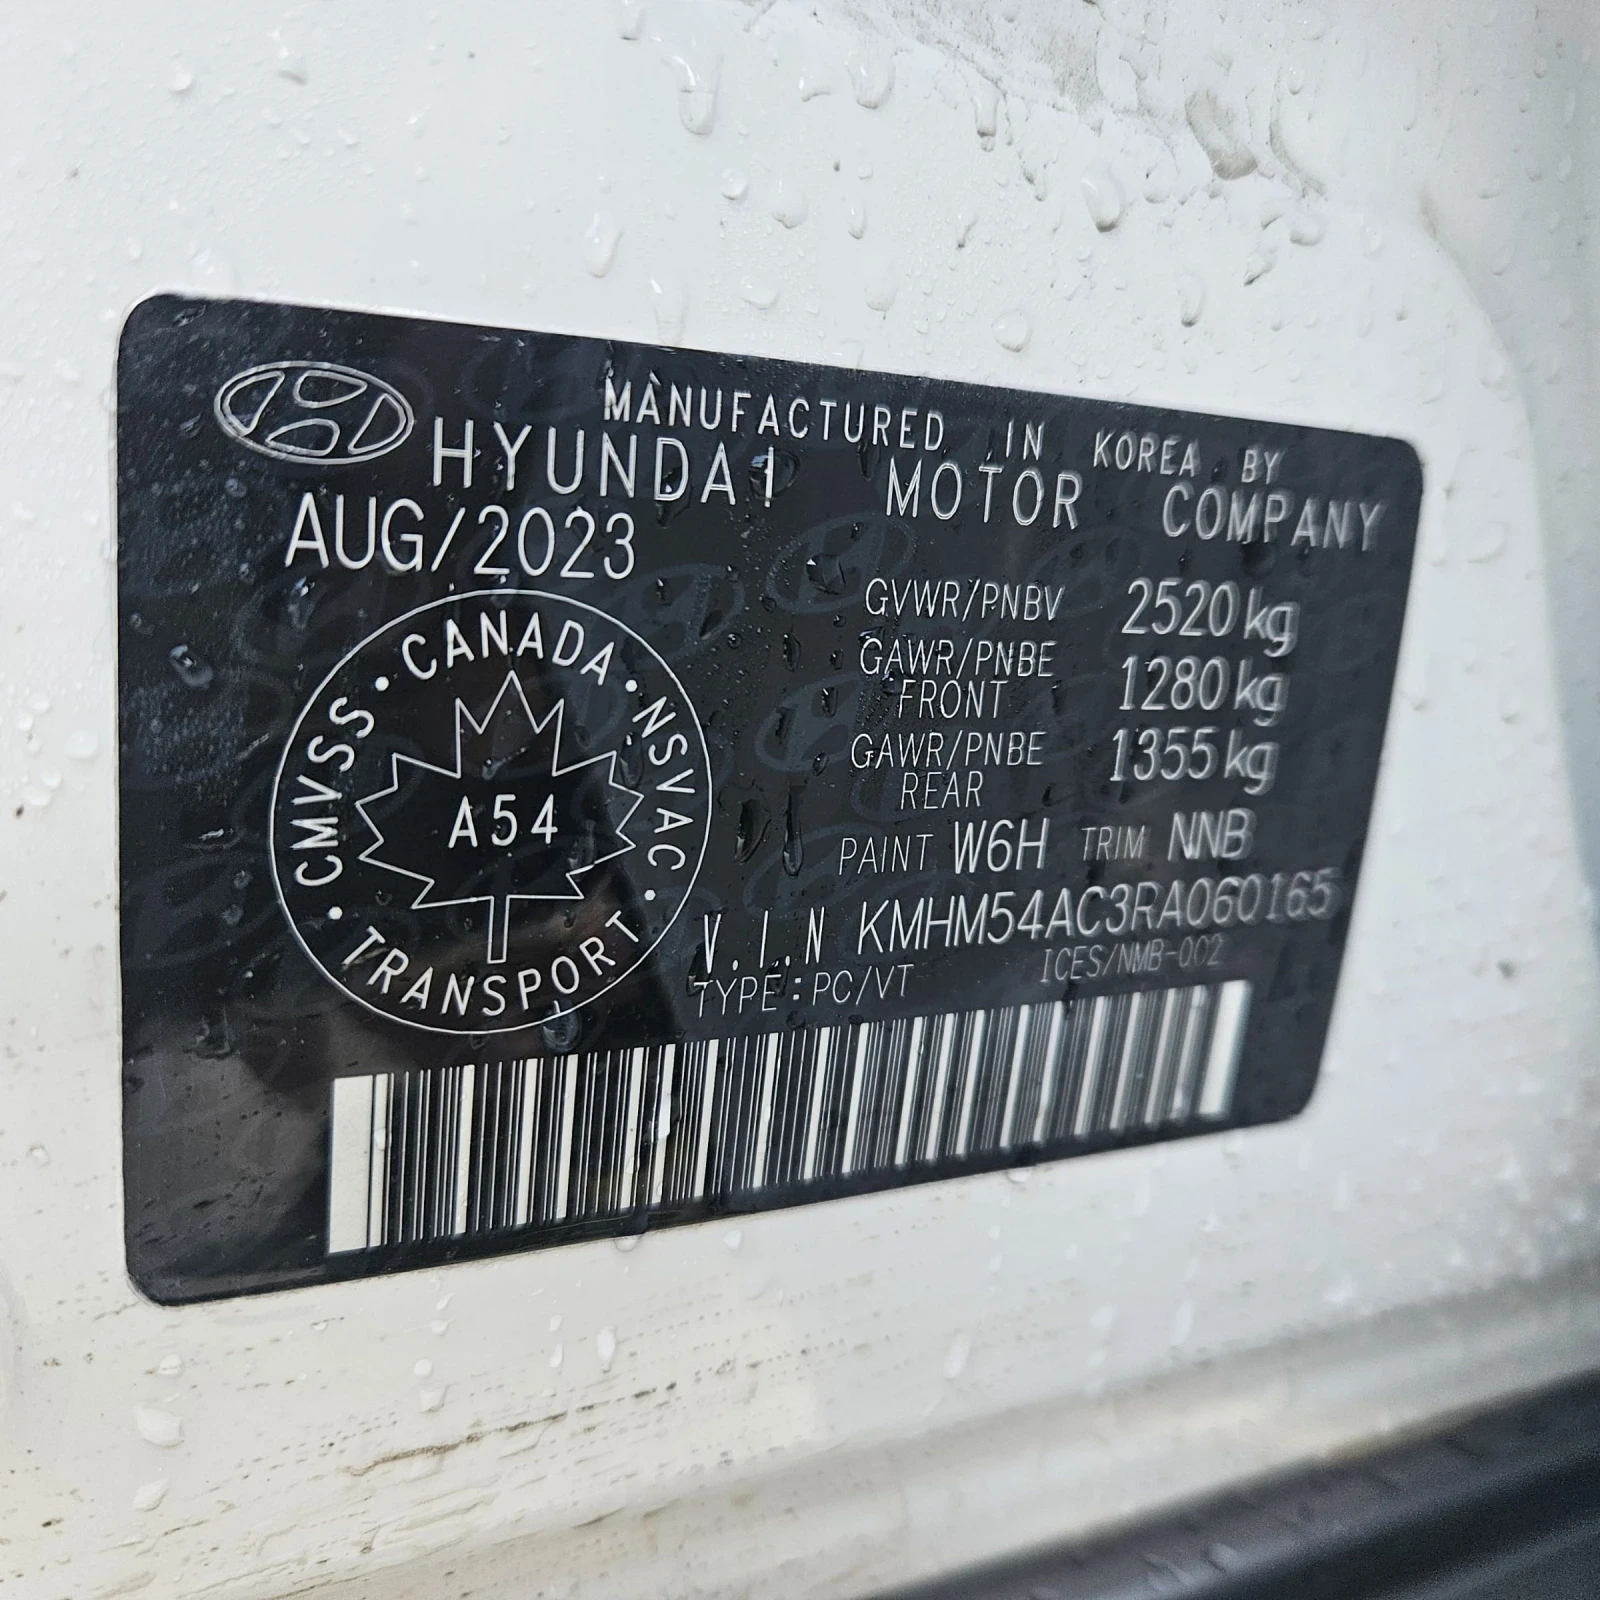 MANUFACTURED IN KOREA BY
HYUNDAI MOTOR COMPANY
AUG/2023
GVWR/PNBV 2520 kg
GAWR/PNBE FRONT 1280 kg
GAWR/PNBE REAR 1355 kg
CANADA · NSVAC · TRANSPORT · CMVSS ·
A54
PAINT W6H TRIM NNB
V.I.N KMHM54AC3RA060165
TYPE:PC/VT ICES/NMB-002